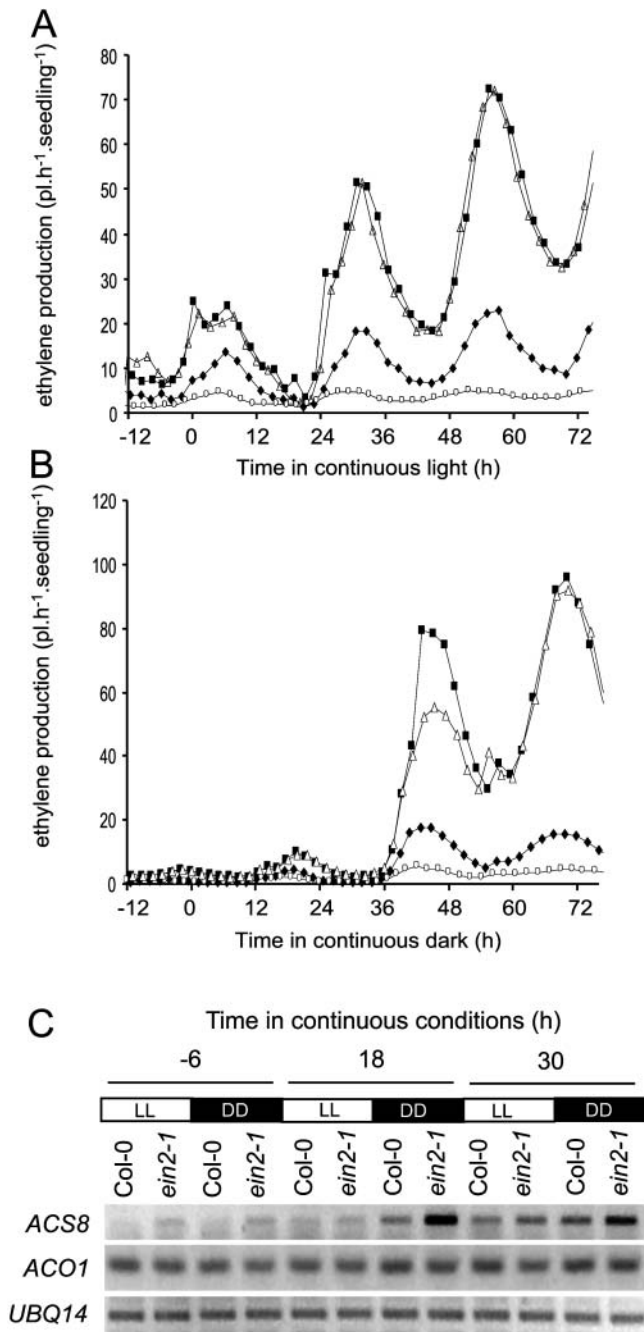 A
80
70
60
50
40
30
20
10
0
ethylene production (pl.h⁻¹.seedling⁻¹)
-12 0 12 24 36 48 60 72
Time in continuous light (h)
B
120
100
80
60
40
20
0
ethylene production (pl.h⁻¹.seedling⁻¹)
-12 0 12 24 36 48 60 72
Time in continuous dark (h)
C
Time in continuous conditions (h)
-6 18 30
LL DD LL DD LL DD
Col-0 ein2-1 Col-0 ein2-1 Col-0 ein2-1 Col-0 ein2-1 Col-0 ein2-1 Col-0 ein2-1
ACS8
ACO1
UBQ14